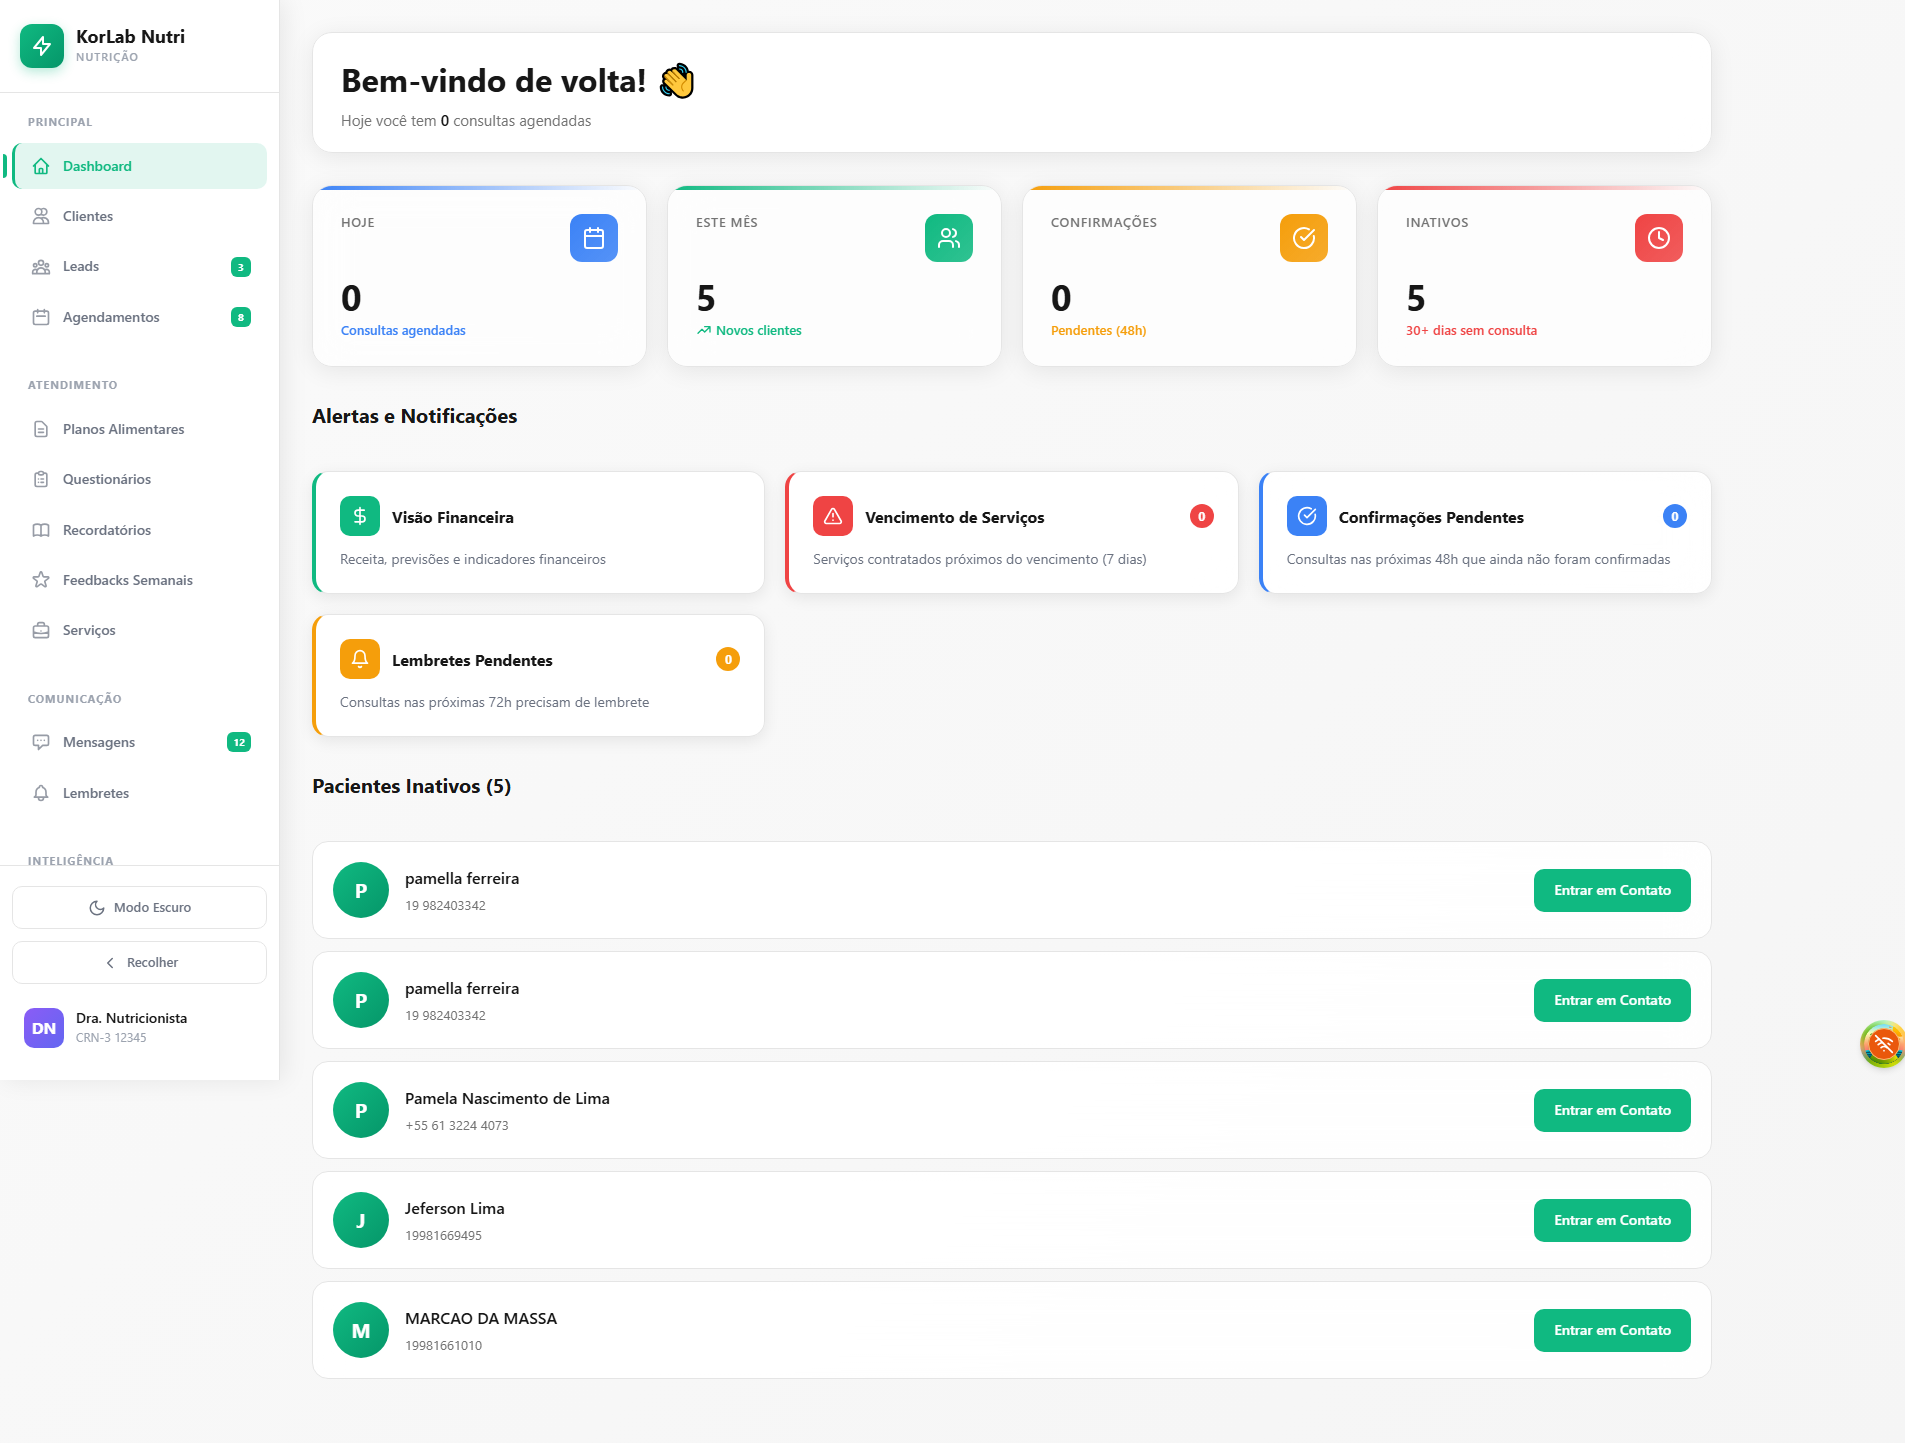 KorLab Nutri
NUTRIÇÃO
PRINCIPAL
Dashboard
Clientes
Leads 3
Agendamentos 8
ATENDIMENTO
Planos Alimentares
Questionários
Recordatórios
Feedbacks Semanais
Serviços
COMUNICAÇÃO
Mensagens 12
Lembretes
INTELIGÊNCIA
Modo Escuro
Recolher
DN
Dra. Nutricionista
CRN-3 12345
Bem-vindo de volta! 👋
Hoje você tem 0 consultas agendadas
HOJE
0
Consultas agendadas
ESTE MÊS
5
Novos clientes
CONFIRMAÇÕES
0
Pendentes (48h)
INATIVOS
5
30+ dias sem consulta
Alertas e Notificações
Visão Financeira
Receita, previsões e indicadores financeiros
Vencimento de Serviços 0
Serviços contratados próximos do vencimento (7 dias)
Confirmações Pendentes 0
Consultas nas próximas 48h que ainda não foram confirmadas
Lembretes Pendentes 0
Consultas nas próximas 72h precisam de lembrete
Pacientes Inativos (5)
P
pamella ferreira
19 982403342
Entrar em Contato
P
pamella ferreira
19 982403342
Entrar em Contato
P
Pamela Nascimento de Lima
+55 61 3224 4073
Entrar em Contato
J
Jeferson Lima
19981669495
Entrar em Contato
M
MARCAO DA MASSA
19981661010
Entrar em Contato